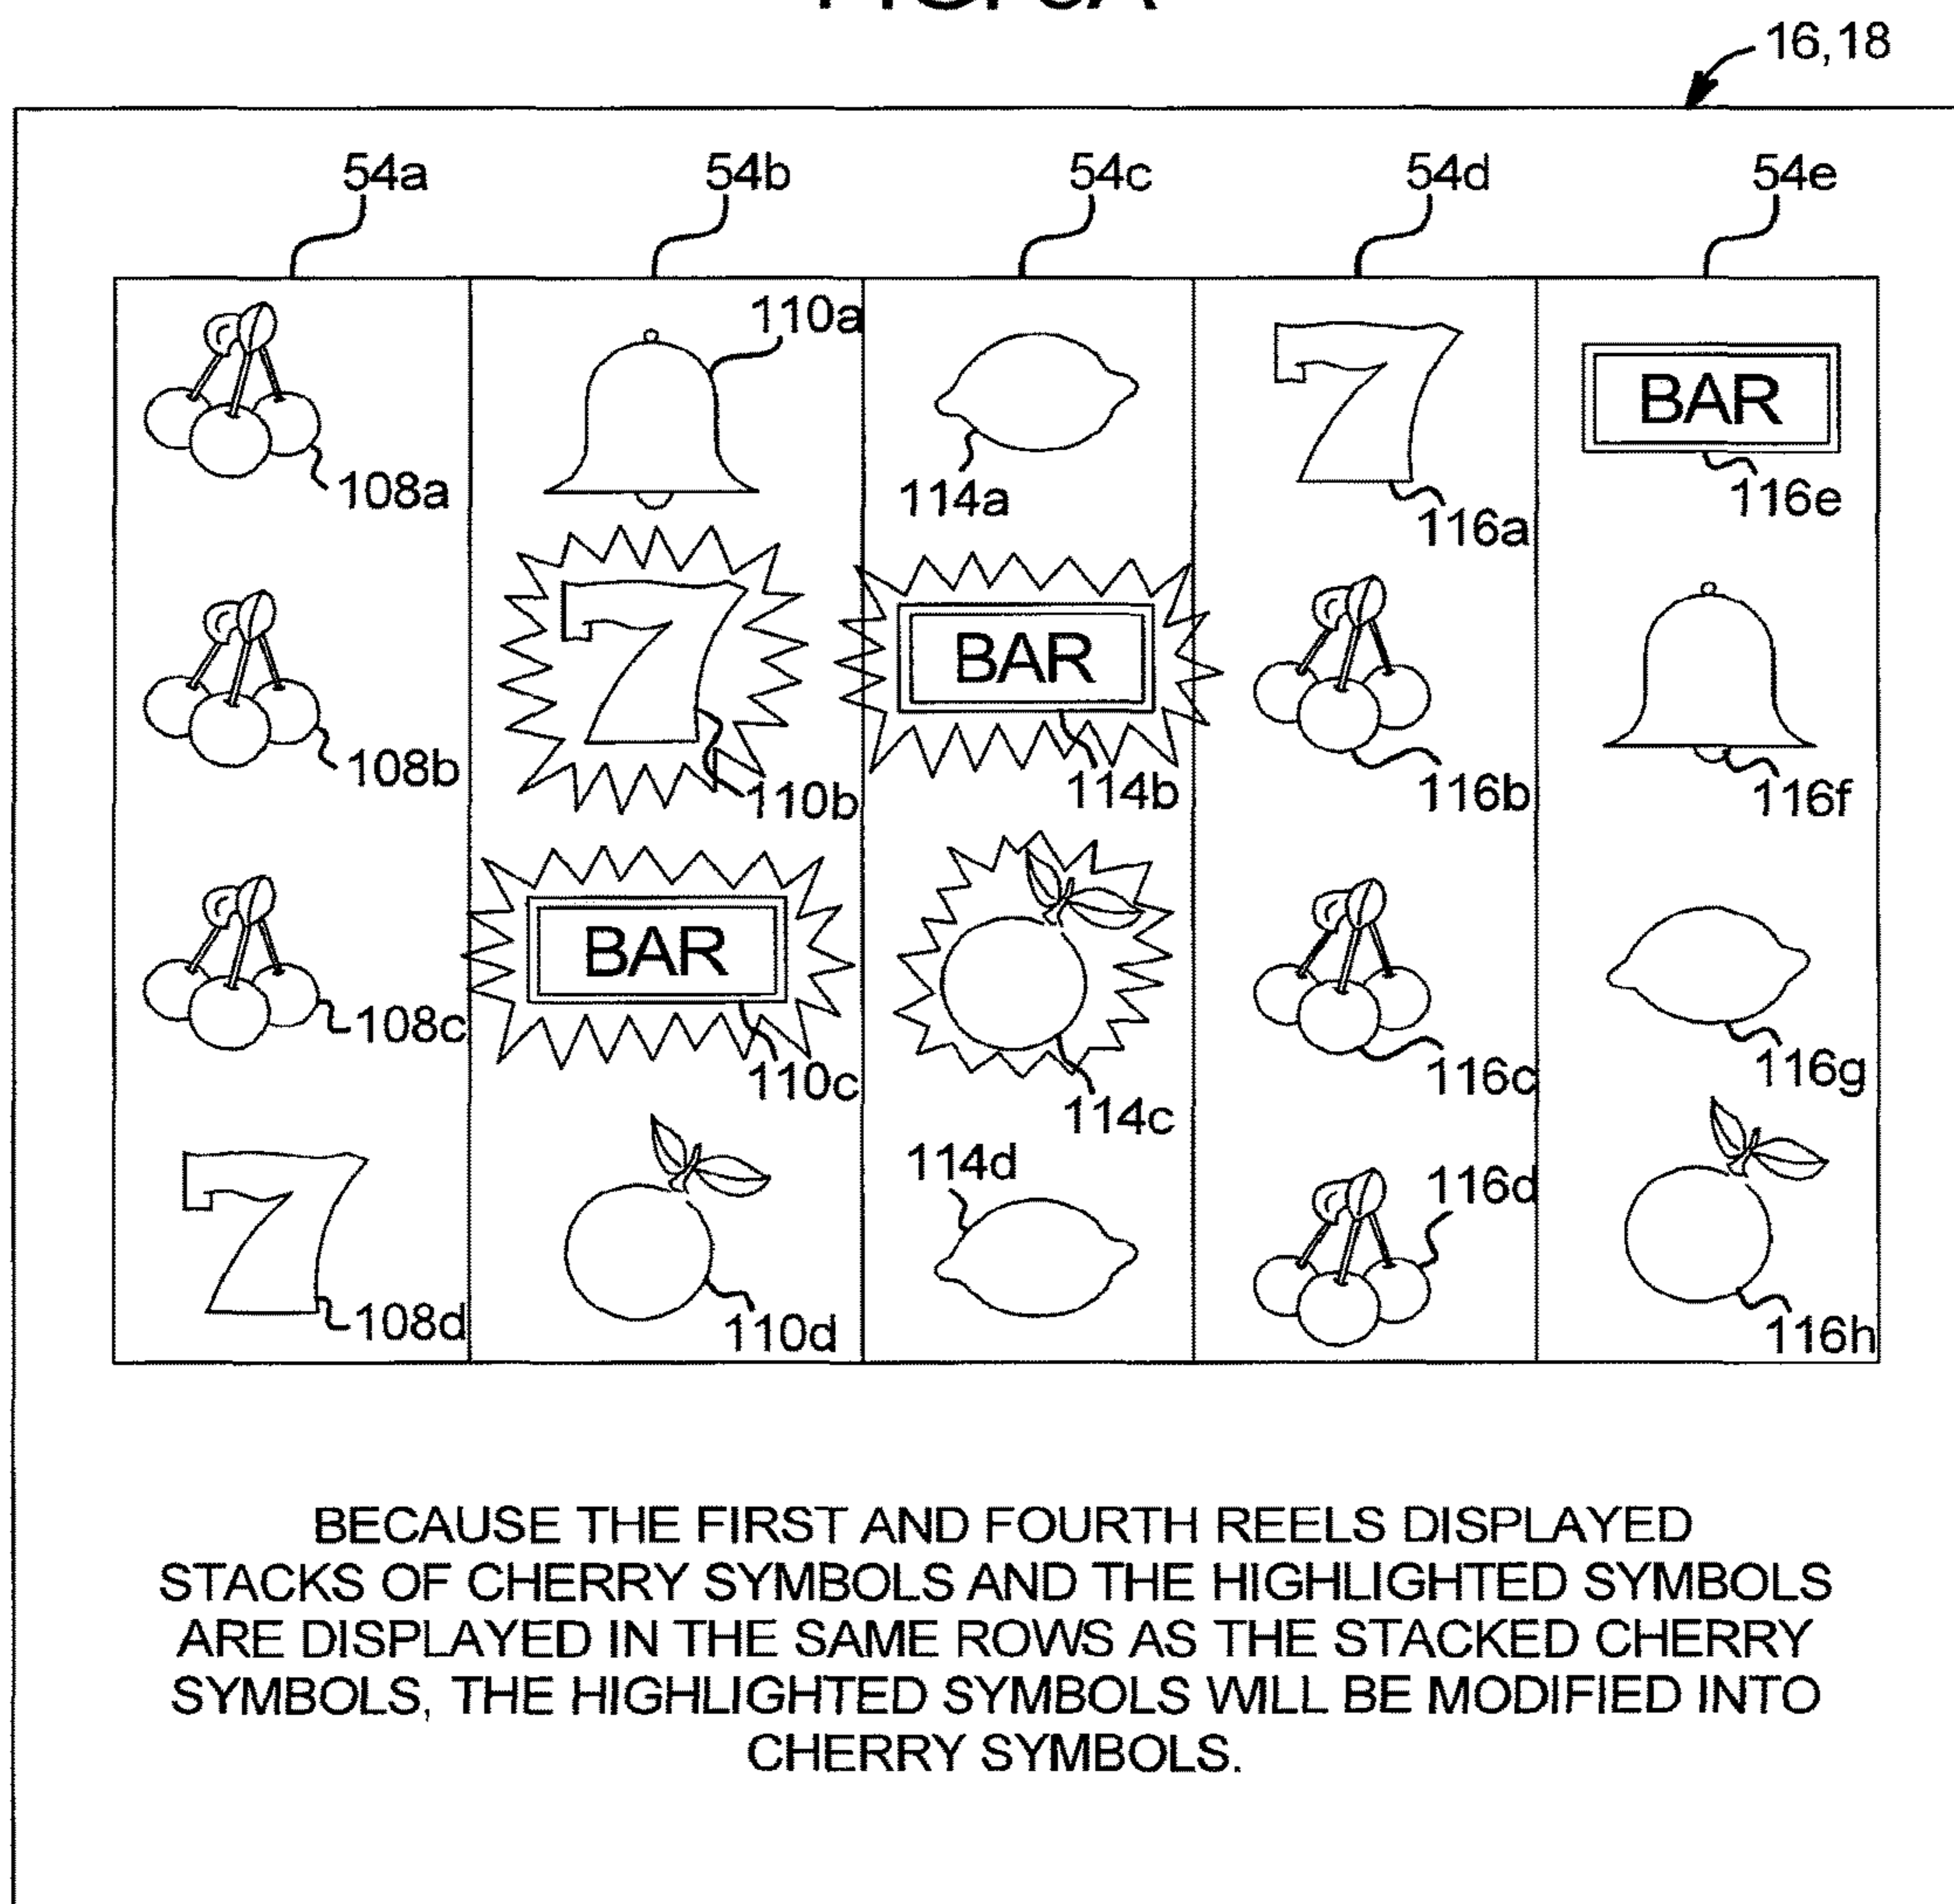 16,18
54a 54b 54c 54d 54e
110a
BAR
108a 114a 116a 116e
BAR
108b 110b 114b 116b 116f
BAR
108c 110c 114c 116c 116g
114d 116d
108d 110d 116h
BECAUSE THE FIRST AND FOURTH REELS DISPLAYED
STACKS OF CHERRY SYMBOLS AND THE HIGHLIGHTED SYMBOLS
ARE DISPLAYED IN THE SAME ROWS AS THE STACKED CHERRY
SYMBOLS, THE HIGHLIGHTED SYMBOLS WILL BE MODIFIED INTO
CHERRY SYMBOLS.